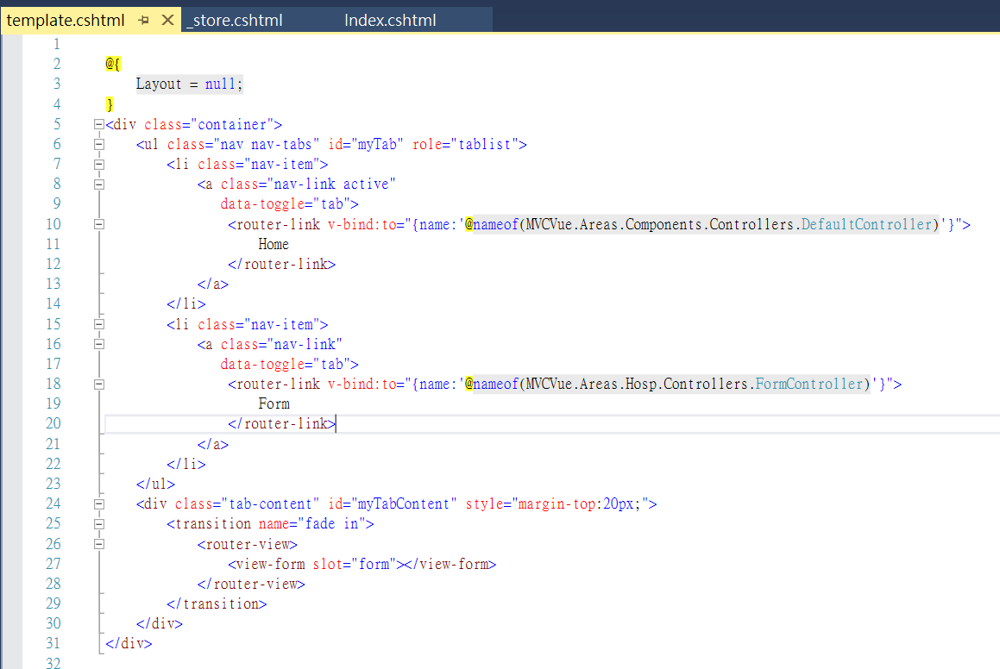 template.cshtml _store.cshtml Index.cshtml
1
2 @{
3 Layout = null;
4 }
5 <div class="container">
6 <ul class="nav nav-tabs" id="myTab" role="tablist">
7 <li class="nav-item">
8 <a class="nav-link active"
9 data-toggle="tab">
10 <router-link v-bind:to="{name:'@nameof(MVCVue.Areas.Components.Controllers.DefaultController)'}">
11 Home
12 </router-link>
13 </a>
14 </li>
15 <li class="nav-item">
16 <a class="nav-link"
17 data-toggle="tab">
18 <router-link v-bind:to="{name:'@nameof(MVCVue.Areas.Hosp.Controllers.FormController)'}">
19 Form
20 </router-link>
21 </a>
22 </li>
23 </ul>
24 <div class="tab-content" id="myTabContent" style="margin-top:20px;">
25 <transition name="fade in">
26 <router-view>
27 <view-form slot="form"></view-form>
28 </router-view>
29 </transition>
30 </div>
31 </div>
32